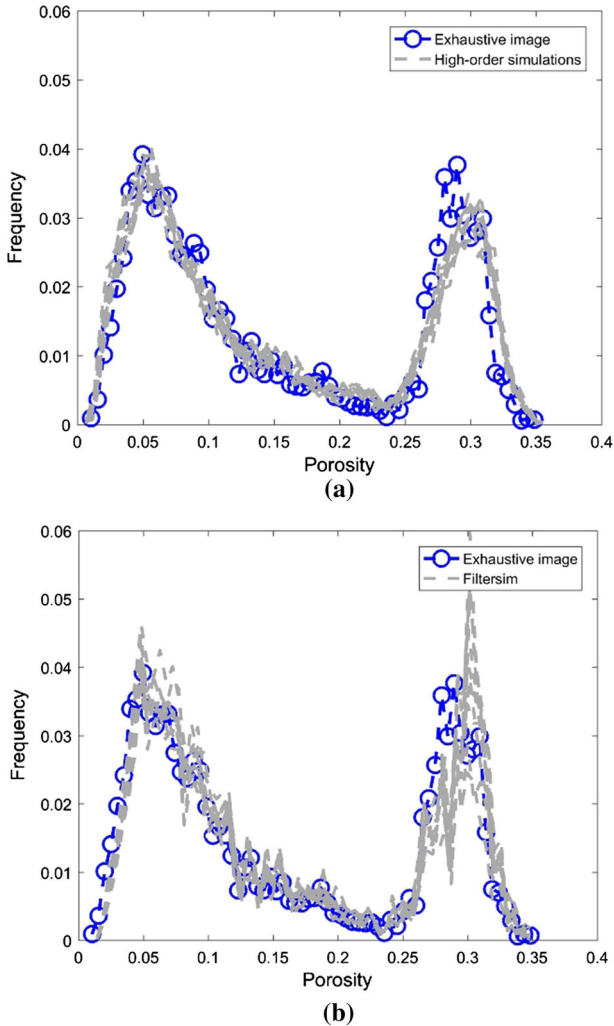 0.06
0.05
0.04
0.03
0.02
0.01
0
Frequency
Exhaustive image
High-order simulations
0 0.05 0.1 0.15 0.2 0.25 0.3 0.35 0.4
Porosity
(a)
0.06
0.05
0.04
0.03
0.02
0.01
0
Frequency
Exhaustive image
Filtersim
0 0.05 0.1 0.15 0.2 0.25 0.3 0.35 0.4
Porosity
(b)